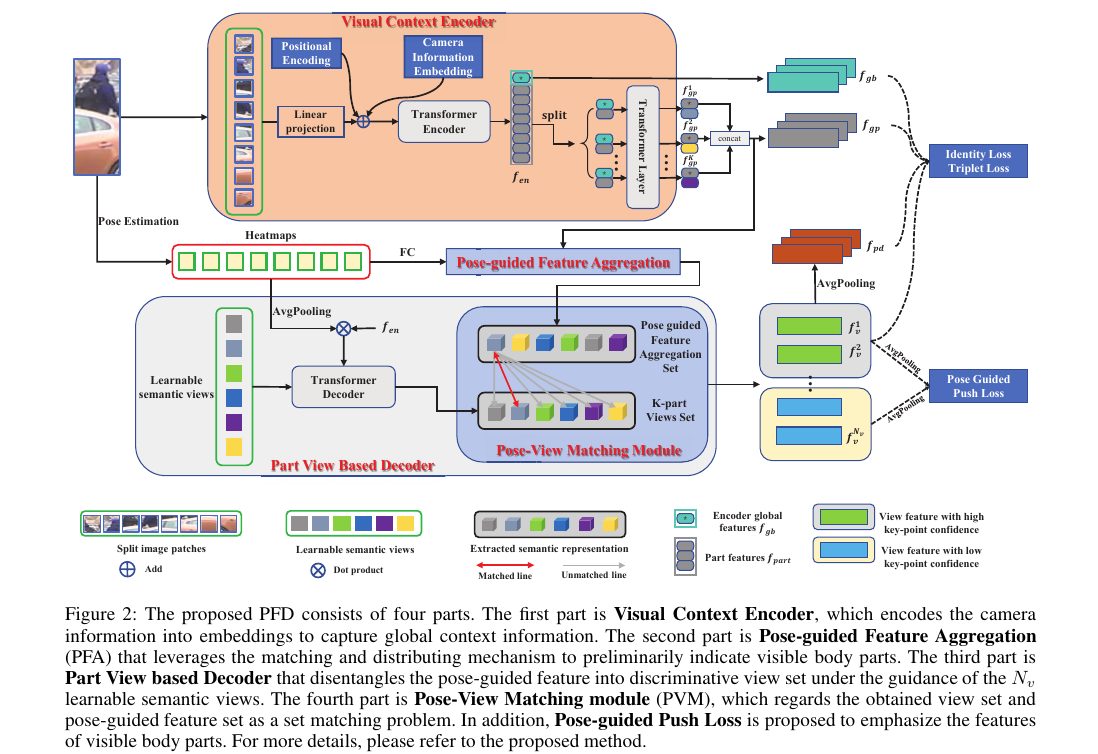 Visual Context Encoder
Positional
Encoding
Camera
Information
Embedding
Linear
projection
Transformer
Encoder
split
f_{en}
Transformer Layer
f^1_{gp}
f^2_{gp}
f^K_{gp}
concat
f_{gb}
f_{gp}
Identity Loss
Triplet Loss
Pose Estimation
Heatmaps
FC
Pose-guided Feature Aggregation
f_{pd}
AvgPooling
AvgPooling
f_{en}
Learnable
semantic views
Transformer
Decoder
Pose guided
Feature
Aggregation
Set
K-part
Views Set
Pose-View Matching Module
Part View Based Decoder
f^1_v
f^2_v
f^{N_v}_v
AvgPooling
AvgPooling
Pose Guided
Push Loss
Split image patches
Add
Learnable semantic views
Dot product
Extracted semantic representation
Matched line
Unmatched line
Encoder global
features f_{gb}
Part features f_{part}
View feature with high
key-point confidence
View feature with low
key-point confidence
Figure 2: The proposed PFD consists of four parts. The first part is Visual Context Encoder, which encodes the camera
information into embeddings to capture global context information. The second part is Pose-guided Feature Aggregation
(PFA) that leverages the matching and distributing mechanism to preliminarily indicate visible body parts. The third part is
Part View based Decoder that disentangles the pose-guided feature into discriminative view set under the guidance of the N_v
learnable semantic views. The fourth part is Pose-View Matching module (PVM), which regards the obtained view set and
pose-guided feature set as a set matching problem. In addition, Pose-guided Push Loss is proposed to emphasize the features
of visible body parts. For more details, please refer to the proposed method.